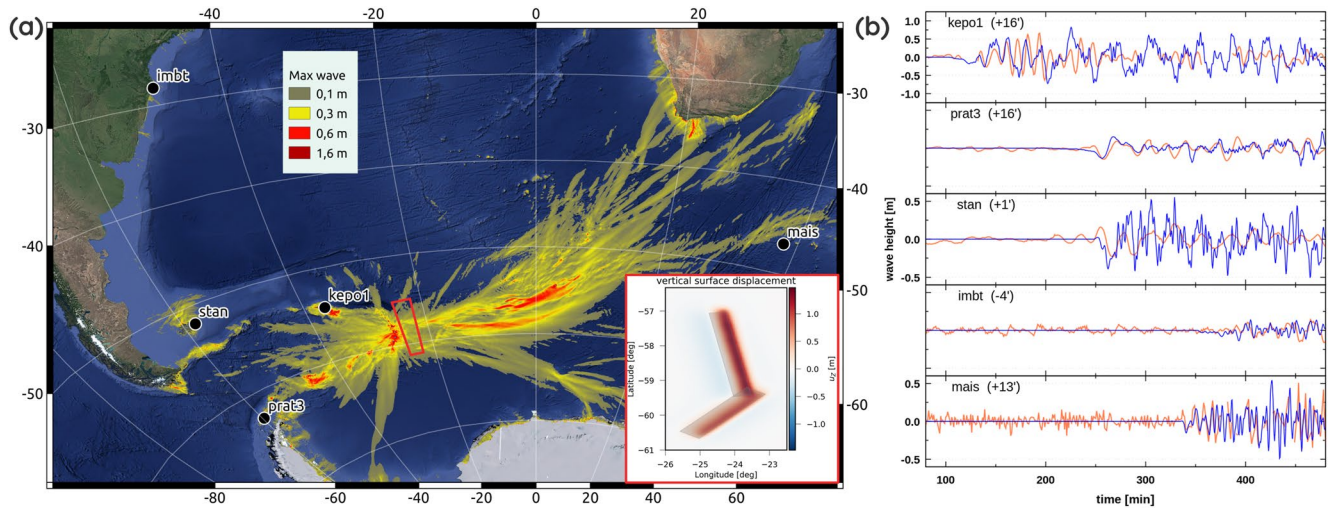 (a)
-40
-20
0
20
30
Max wave
0,1 m
0,3 m
0,6 m
1,6 m
imbt
-30
-40
-50
-30
-40
-50
-60
stan
kepo1
prat3
mais
-80
-60
-40
-20
0
20
40
60
vertical surface displacement
Latitude [deg]
-57
-58
-59
-60
-61
-26
-25
-24
-23
Longitude [deg]
1.0
0.5
0.0
-0.5
-1.0
uz [m]
(b)
kepo1 (+16')
1.0
0.5
0.0
-0.5
-1.0
prat3 (+16')
stan (+1')
0.5
0.0
-0.5
imbt (-4')
mais (+13')
0.5
0.0
-0.5
wave height [m]
100
200
300
400
time [min]